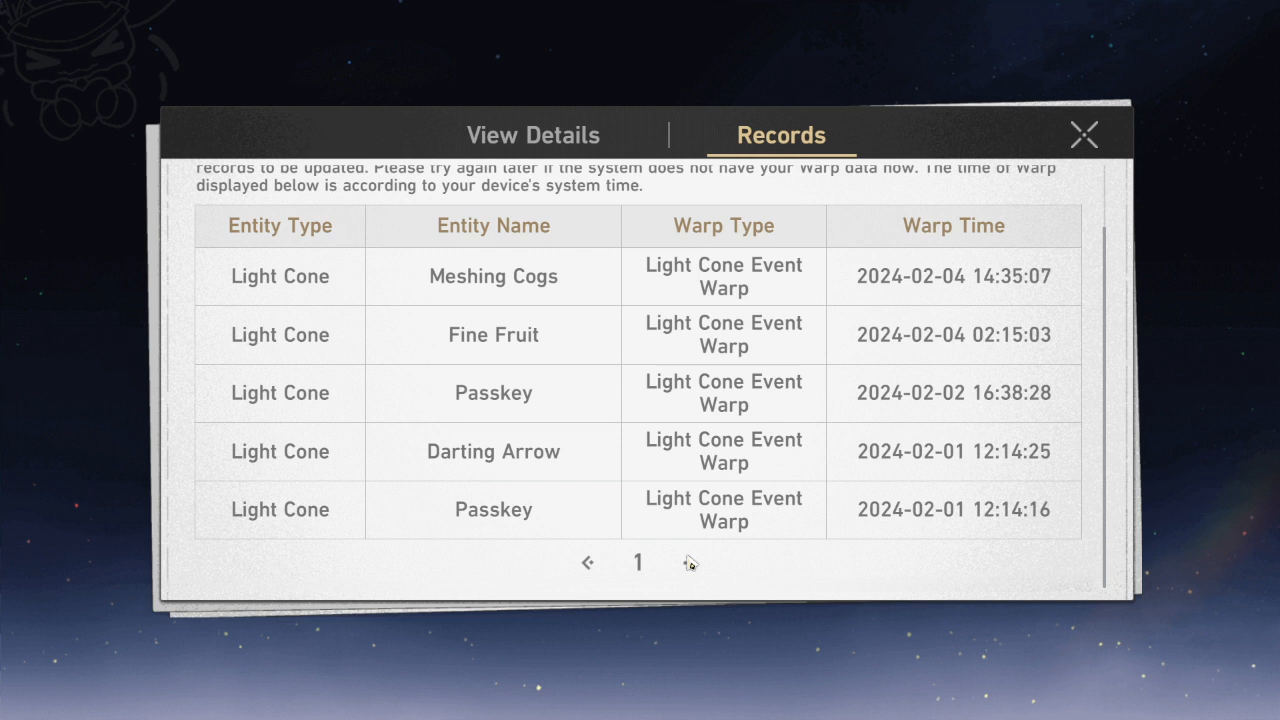 View Details
Records
records to be updated. Please try again later if the system does not have your Warp data now. The time of Warp
displayed below is according to your device's system time.
Entity Type Entity Name Warp Type Warp Time
Light Cone Meshing Cogs Light Cone Event Warp 2024-02-04 14:35:07
Light Cone Fine Fruit Light Cone Event Warp 2024-02-04 02:15:03
Light Cone Passkey Light Cone Event Warp 2024-02-02 16:38:28
Light Cone Darting Arrow Light Cone Event Warp 2024-02-01 12:14:25
Light Cone Passkey Light Cone Event Warp 2024-02-01 12:14:16
1